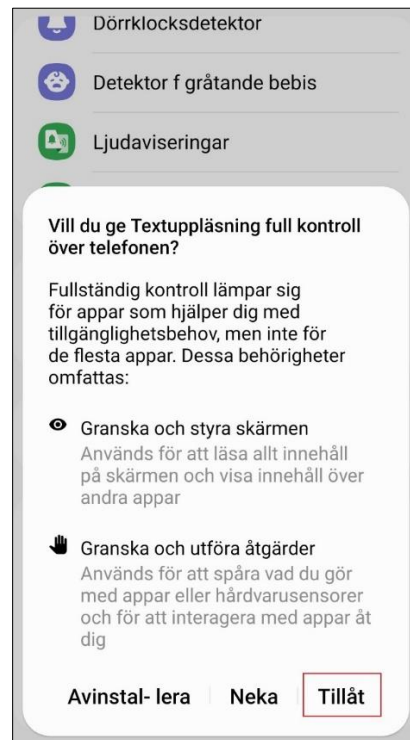 Dörrklocksdetektor
Detektor f gråtande bebis
Ljudaviseringar
Vill du ge Textuppläsning full kontroll
över telefonen?
Fullständig kontroll lämpar sig
för appar som hjälper dig med
tillgänglighetsbehov, men inte för
de flesta appar. Dessa behörigheter
omfattas:
Granska och styra skärmen
Används för att läsa allt innehåll
på skärmen och visa innehåll över
andra appar
Granska och utföra åtgärder
Används för att spåra vad du gör
med appar eller hårdvarusensorer
och för att interagera med appar åt
dig
Avinstal- lera Neka Tillåt